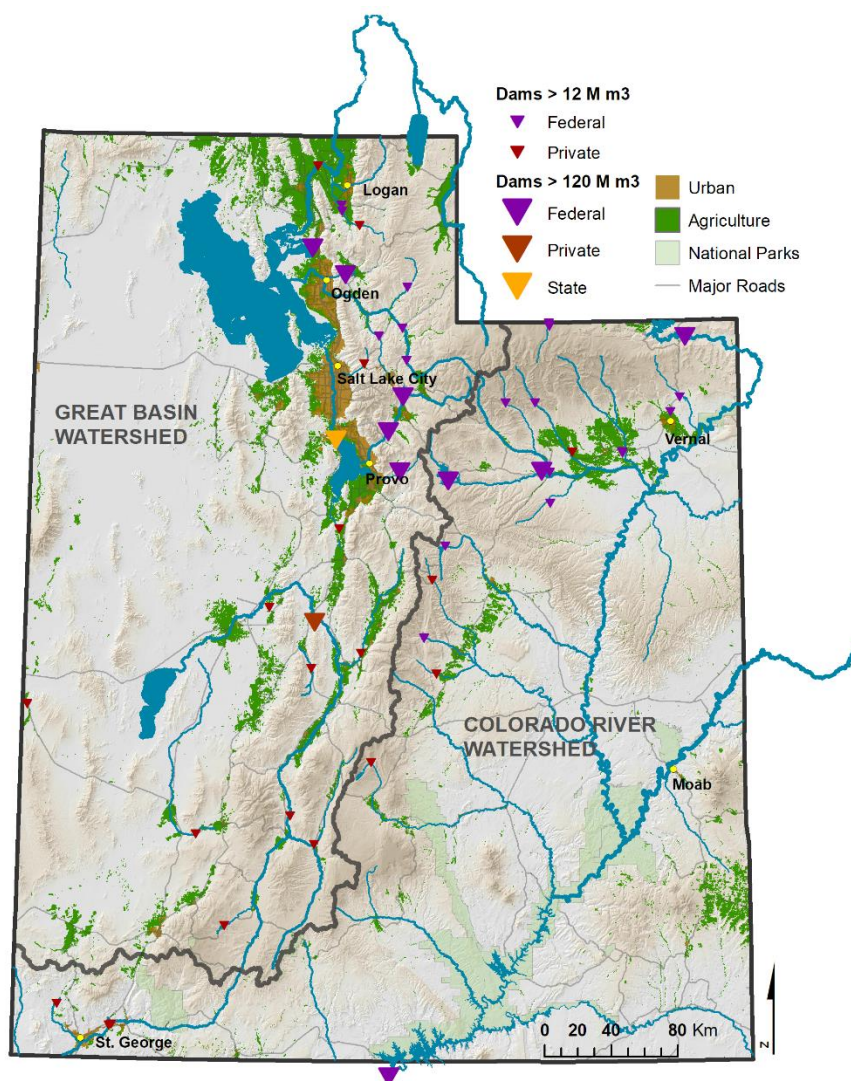 Dams > 12 M m3
Federal
Private
Dams > 120 M m3
Federal
Private
State
Urban
Agriculture
National Parks
Major Roads
Logan
Ogden
Salt Lake City
GREAT BASIN
WATERSHED
Vernal
Provo
COLORADO RIVER
WATERSHED
Moab
St. George
0 20 40 80 Km
N